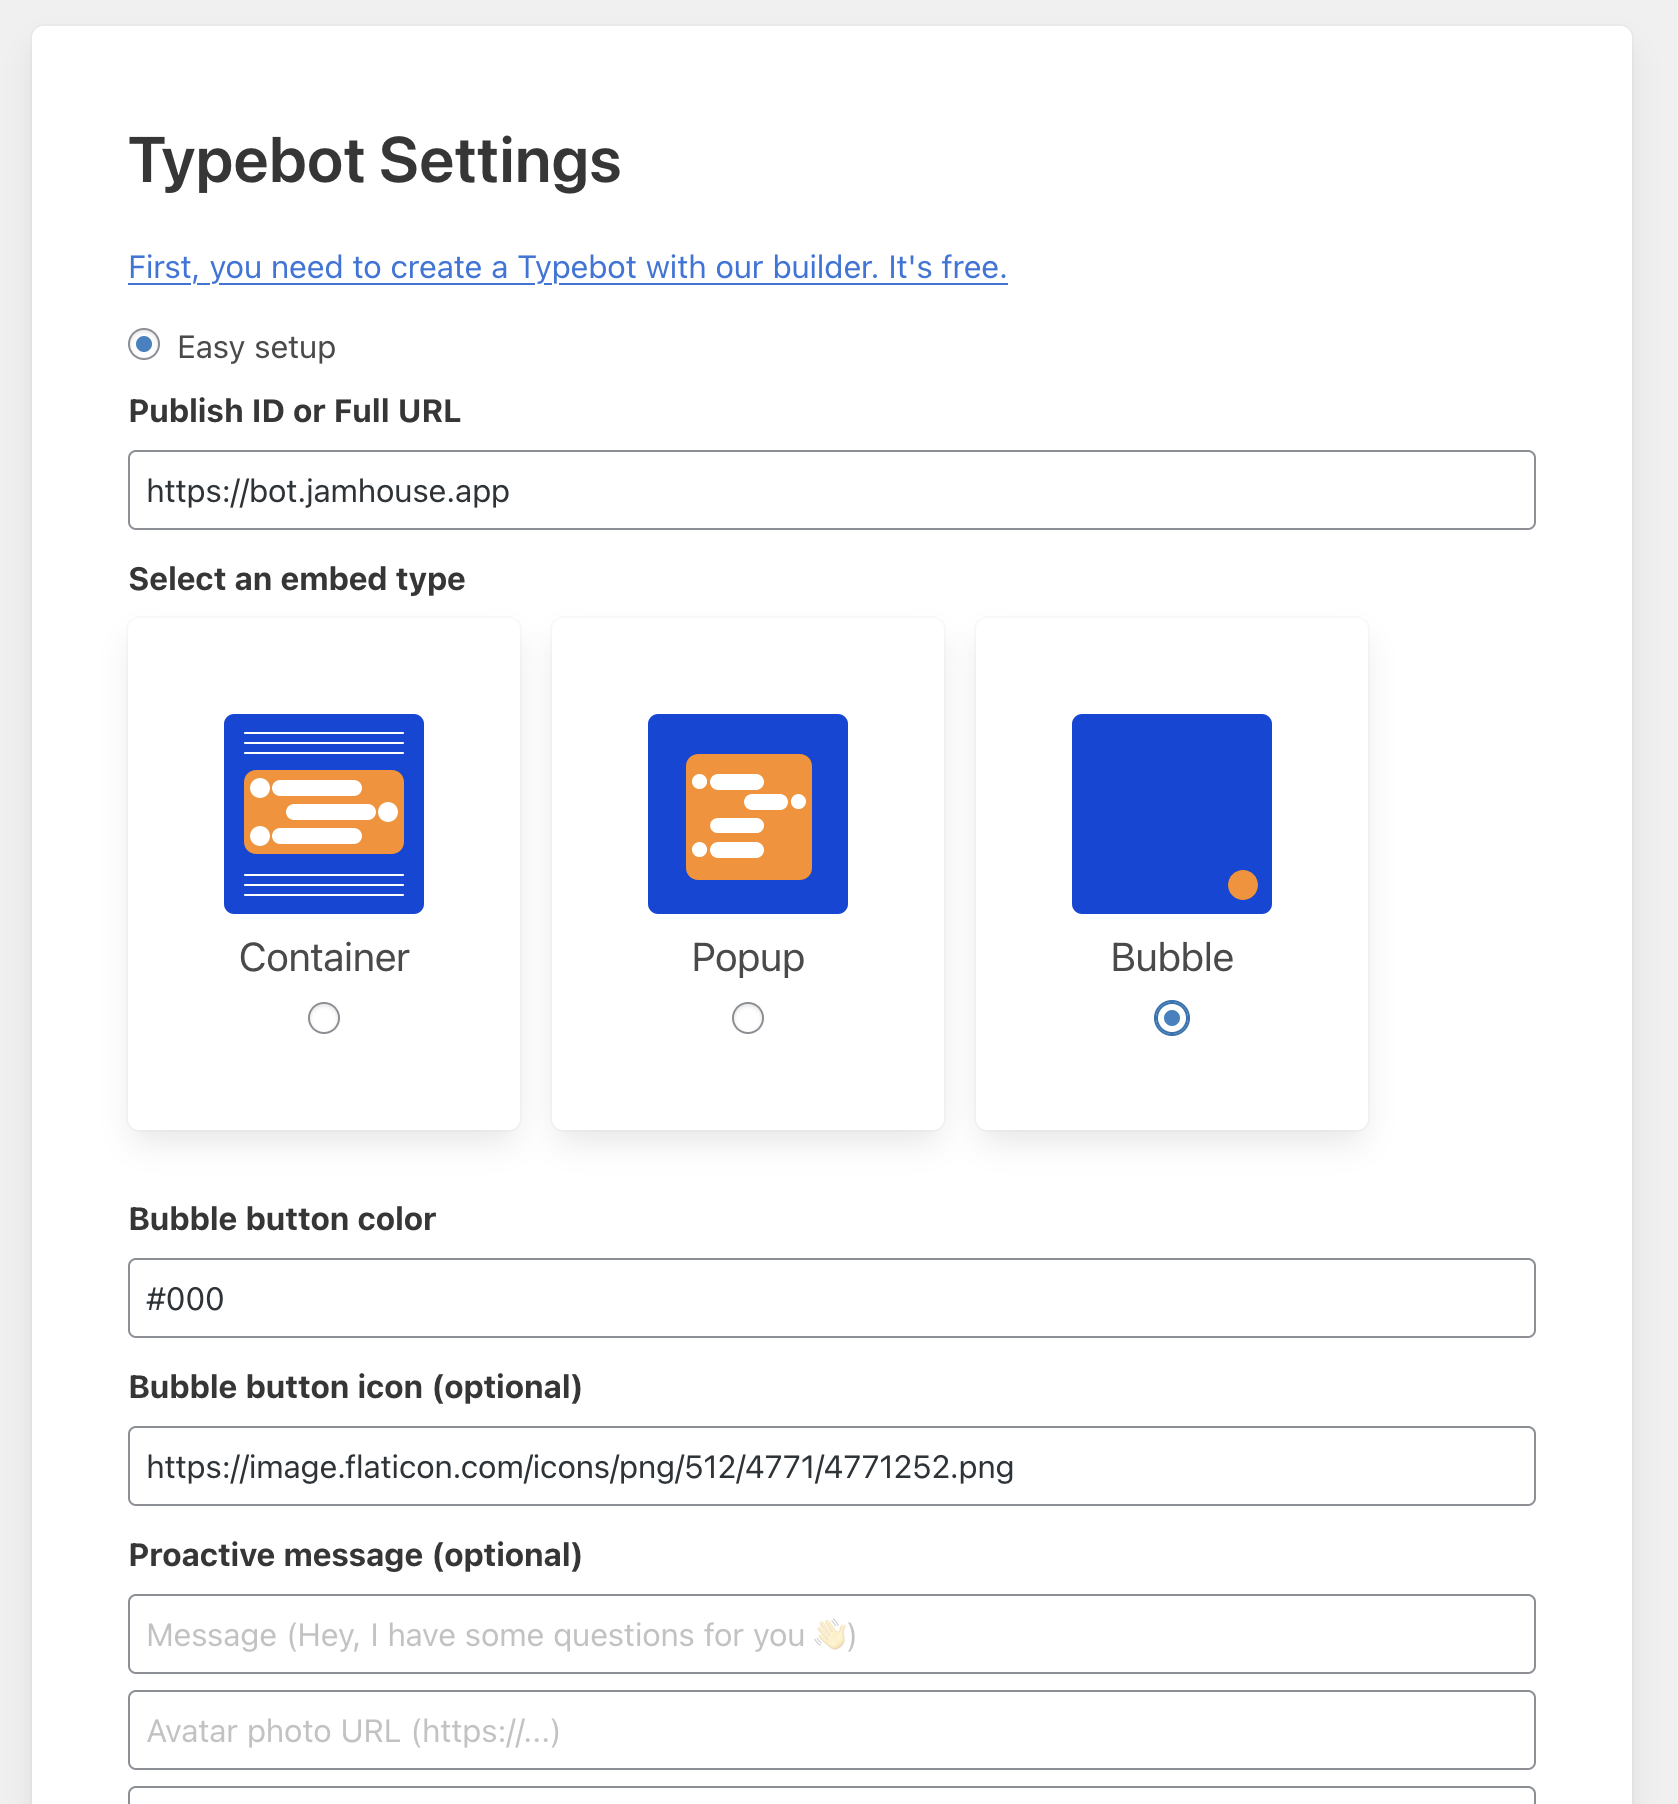 Typebot Settings
First, you need to create a Typebot with our builder. It's free.
Easy setup
Publish ID or Full URL
https://bot.jamhouse.app
Select an embed type
Container
Popup
Bubble
Bubble button color
#000
Bubble button icon (optional)
https://image.flaticon.com/icons/png/512/4771/4771252.png
Proactive message (optional)
Message (Hey, I have some questions for you 👋🏻)
Avatar photo URL (https://...)